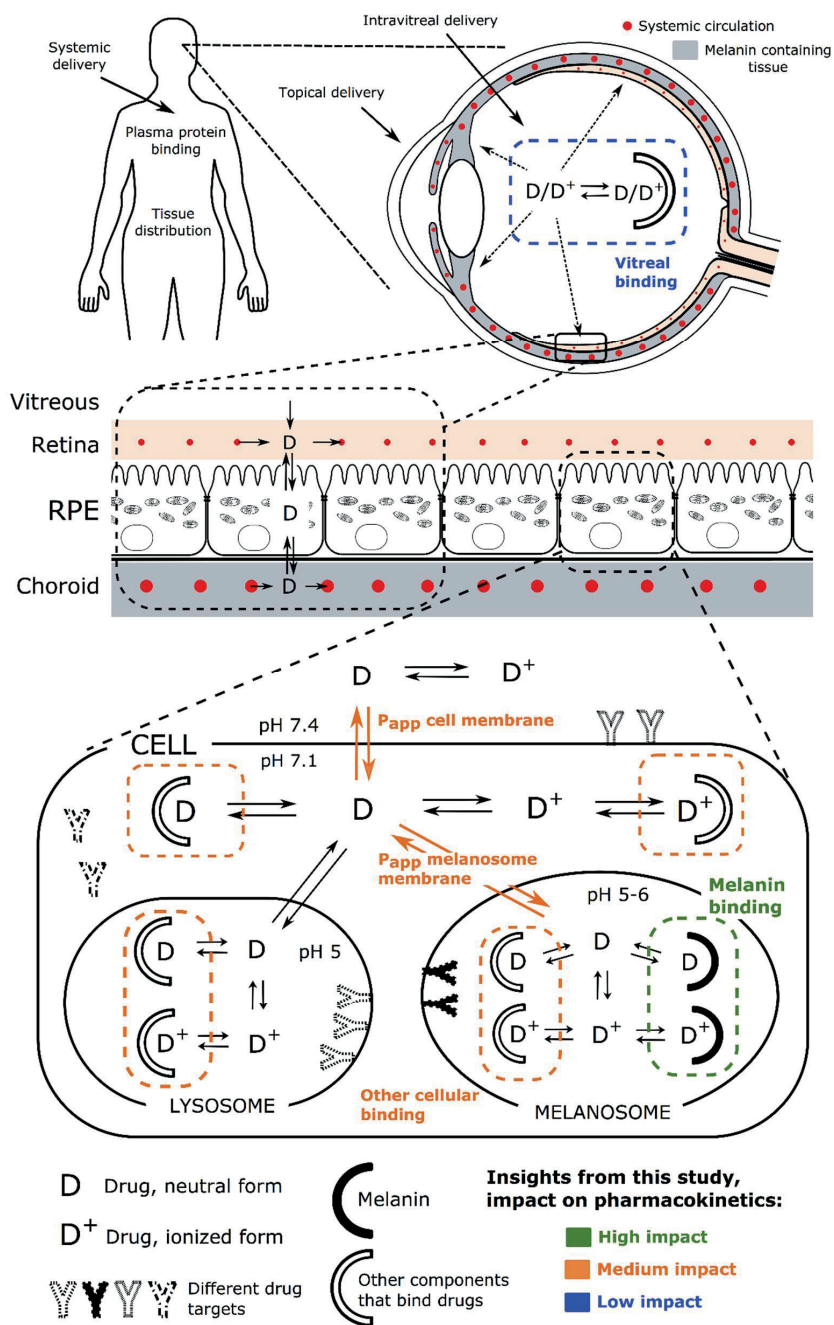 Systemic
delivery
Plasma protein
binding
Tissue
distribution
Intravitreal delivery
Topical delivery
Systemic circulation
Melanin containing
tissue
D/D+
D/D+
Vitreal
binding
Vitreous
Retina
RPE
Choroid
D
D
D
D
D+
pH 7.4
Papp cell membrane
CELL
pH 7.1
D
D
D+
D+
Papp melanosome
membrane
pH 5-6
Melanin
binding
D
D
pH 5
D+
D+
D
D
D
D+
D+
D+
Other cellular
binding
LYSOSOME
MELANOSOME
D Drug, neutral form
D+ Drug, ionized form
Different drug
targets
Melanin
Other components
that bind drugs
Insights from this study,
impact on pharmacokinetics:
High impact
Medium impact
Low impact